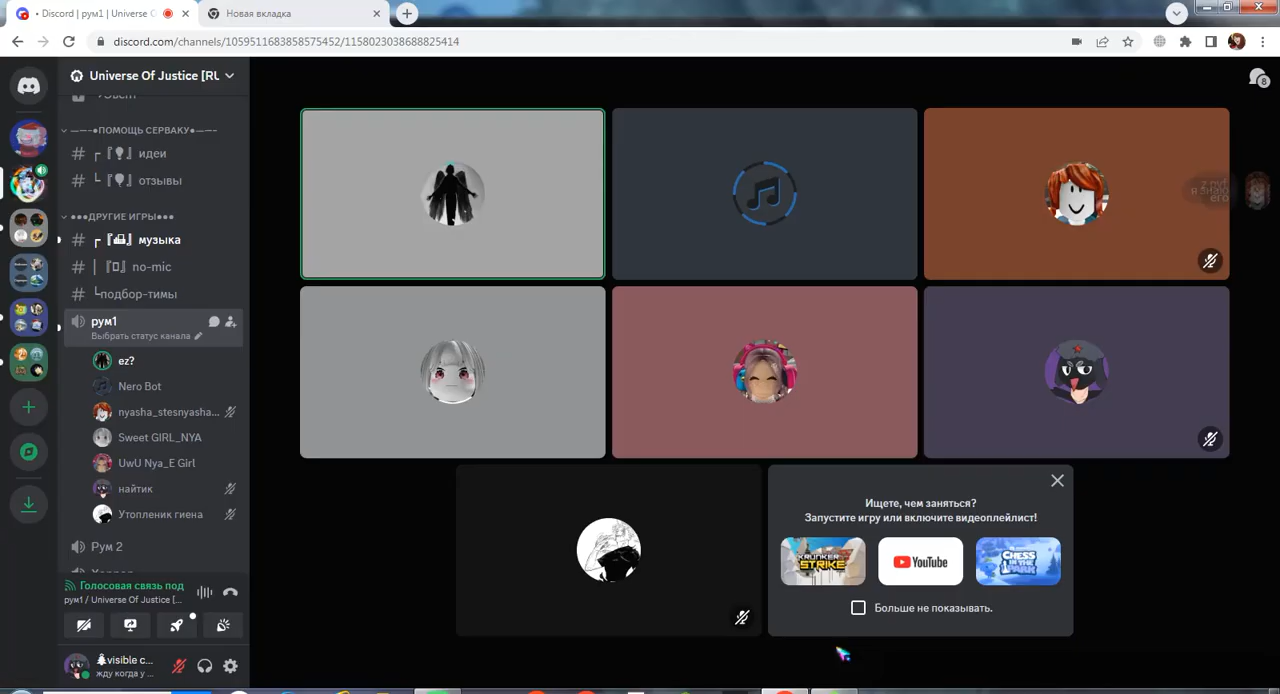 • Discord | рум1 | Universe O
Новая вкладка
discord.com/channels/1059511683858575452/1158023038688825414
Universe Of Justice [RU
8
———●ПОМОЩЬ СЕРВАКУ●———
идеи
отзывы
●●●ДРУГИЕ ИГРЫ●●●
музыка
no-mic
└подбор-тимы
рум1
Выбрать статус канала
ez?
Nero Bot
nyasha_stesnyasha...
Sweet GIRL_NYA
UwU Nya_E Girl
найтик
Утопленик гиена
Рум 2
Голосовая связь под
рум1 / Universe Of Justice [...
visible c...
жду когда у ...
я знаю
его
Ищете, чем заняться?
Запустите игру или включите видеоплейлист!
KRUNKER STRIKE
YouTube
CHESS IN THE PARK
Больше не показывать.